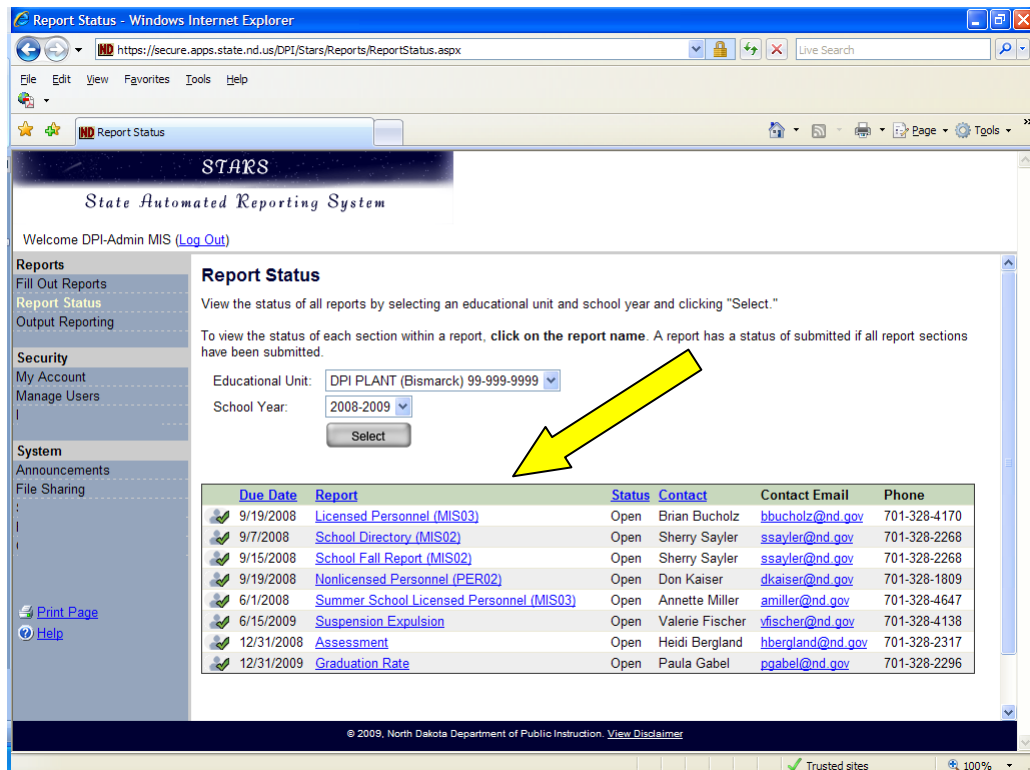 Report Status - Windows Internet Explorer
ND https://secure.apps.state.nd.us/DPI/Stars/Reports/ReportStatus.aspx Live Search
File Edit View Favorites Tools Help
ND Report Status Page Tools »
STARS
State Automated Reporting System
Welcome DPI-Admin MIS (Log Out)
Reports
Fill Out Reports
Report Status
Output Reporting
Security
My Account
Manage Users
System
Announcements
File Sharing
Print Page
Help
Report Status
View the status of all reports by selecting an educational unit and school year and clicking "Select."
To view the status of each section within a report, click on the report name. A report has a status of submitted if all report sections
have been submitted.
Educational Unit: DPI PLANT (Bismarck) 99-999-9999
School Year: 2008-2009
Select
Due Date Report Status Contact Contact Email Phone
9/19/2008 Licensed Personnel (MIS03) Open Brian Bucholz bbucholz@nd.gov 701-328-4170
9/7/2008 School Directory (MIS02) Open Sherry Sayler ssayler@nd.gov 701-328-2268
9/15/2008 School Fall Report (MIS02) Open Sherry Sayler ssayler@nd.gov 701-328-2268
9/19/2008 Nonlicensed Personnel (PER02) Open Don Kaiser dkaiser@nd.gov 701-328-1809
6/1/2008 Summer School Licensed Personnel (MIS03) Open Annette Miller amiller@nd.gov 701-328-4647
6/15/2009 Suspension Expulsion Open Valerie Fischer vfischer@nd.gov 701-328-4138
12/31/2008 Assessment Open Heidi Bergland hbergland@nd.gov 701-328-2317
12/31/2009 Graduation Rate Open Paula Gabel pgabel@nd.gov 701-328-2296
© 2009, North Dakota Department of Public Instruction. View Disclaimer
Trusted sites 100%